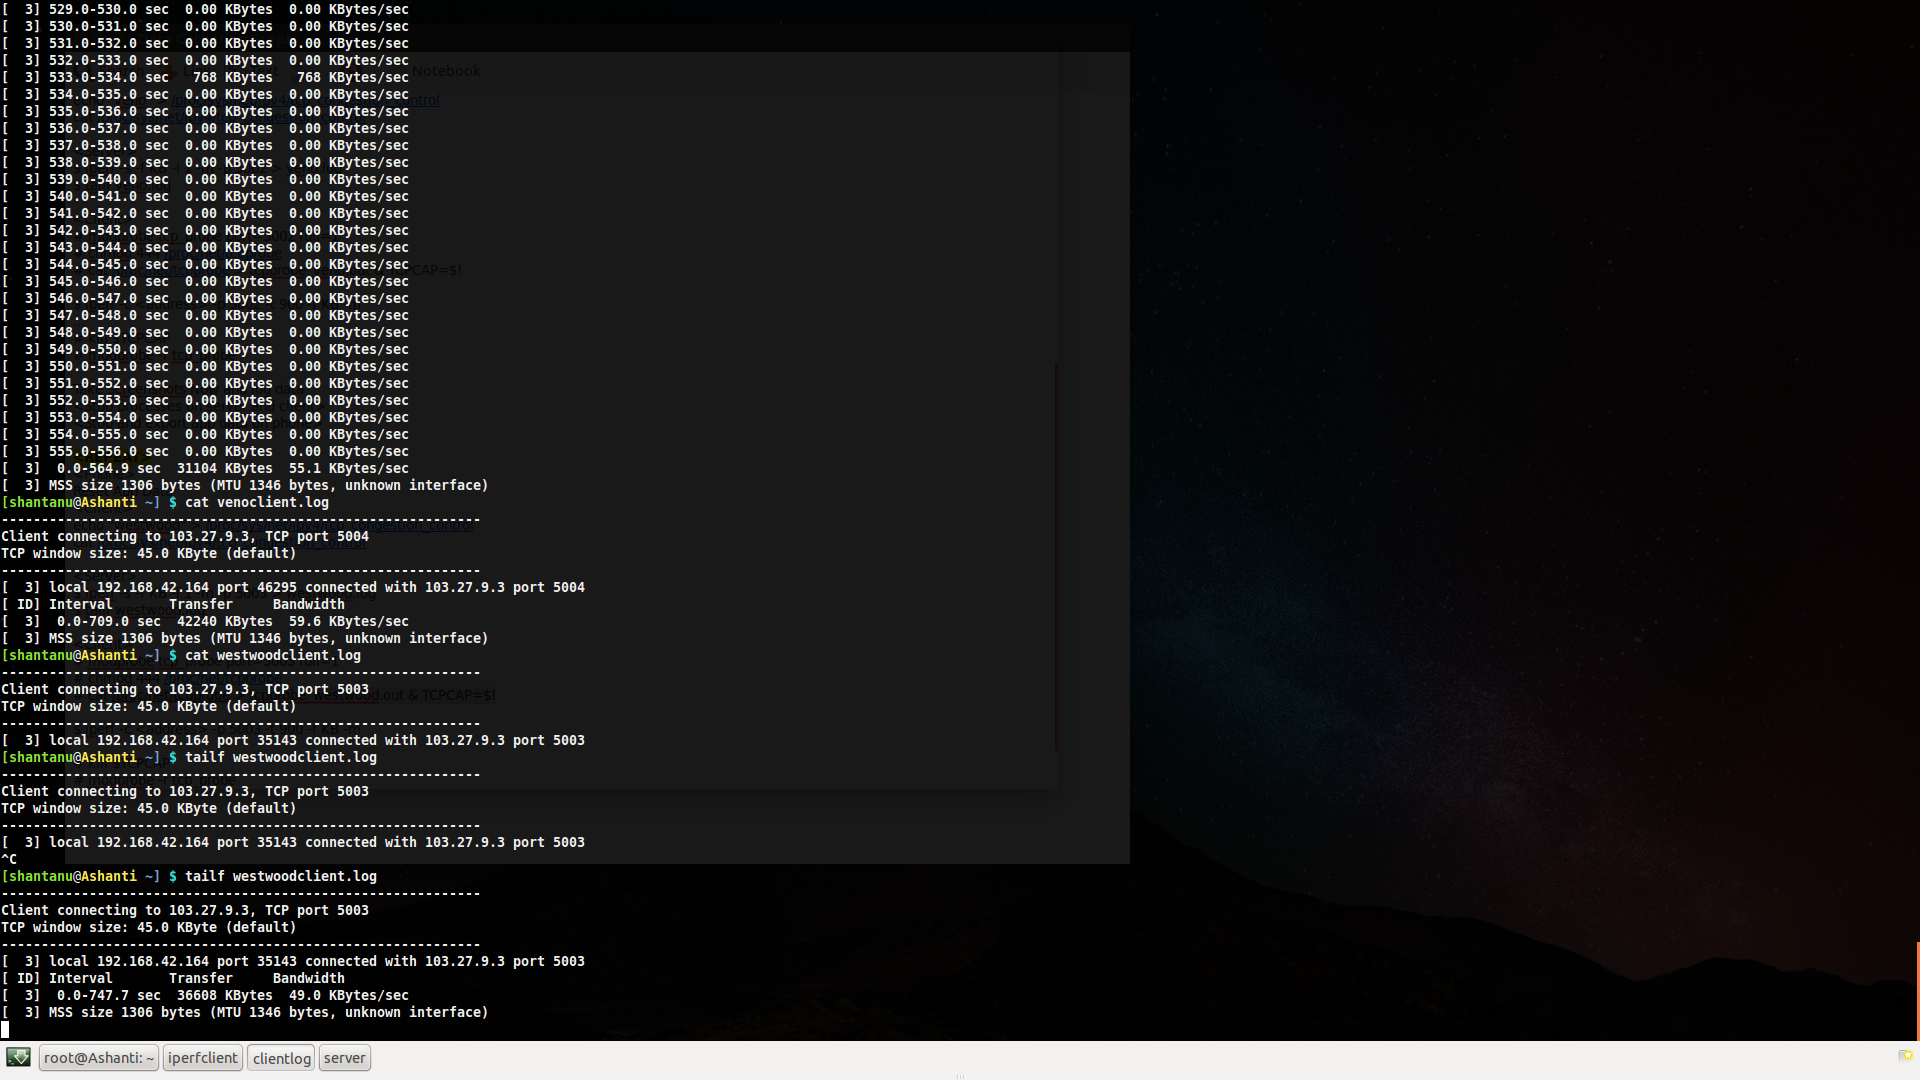 [  3] 529.0-530.0 sec  0.00 KBytes  0.00 KBytes/sec
[  3] 530.0-531.0 sec  0.00 KBytes  0.00 KBytes/sec
[  3] 531.0-532.0 sec  0.00 KBytes  0.00 KBytes/sec
[  3] 532.0-533.0 sec  0.00 KBytes  0.00 KBytes/sec
[  3] 533.0-534.0 sec   768 KBytes   768 KBytes/sec
Notebook
[  3] 534.0-535.0 sec  0.00 KBytes  0.00 KBytes/sec
[  3] 535.0-536.0 sec  0.00 KBytes  0.00 KBytes/sec
[  3] 536.0-537.0 sec  0.00 KBytes  0.00 KBytes/sec
[  3] 537.0-538.0 sec  0.00 KBytes  0.00 KBytes/sec
[  3] 538.0-539.0 sec  0.00 KBytes  0.00 KBytes/sec
[  3] 539.0-540.0 sec  0.00 KBytes  0.00 KBytes/sec
[  3] 540.0-541.0 sec  0.00 KBytes  0.00 KBytes/sec
[  3] 541.0-542.0 sec  0.00 KBytes  0.00 KBytes/sec
[  3] 542.0-543.0 sec  0.00 KBytes  0.00 KBytes/sec
[  3] 543.0-544.0 sec  0.00 KBytes  0.00 KBytes/sec
[  3] 544.0-545.0 sec  0.00 KBytes  0.00 KBytes/sec
[  3] 545.0-546.0 sec  0.00 KBytes  0.00 KBytes/sec
[  3] 546.0-547.0 sec  0.00 KBytes  0.00 KBytes/sec
[  3] 547.0-548.0 sec  0.00 KBytes  0.00 KBytes/sec
[  3] 548.0-549.0 sec  0.00 KBytes  0.00 KBytes/sec
[  3] 549.0-550.0 sec  0.00 KBytes  0.00 KBytes/sec
[  3] 550.0-551.0 sec  0.00 KBytes  0.00 KBytes/sec
[  3] 551.0-552.0 sec  0.00 KBytes  0.00 KBytes/sec
[  3] 552.0-553.0 sec  0.00 KBytes  0.00 KBytes/sec
[  3] 553.0-554.0 sec  0.00 KBytes  0.00 KBytes/sec
[  3] 554.0-555.0 sec  0.00 KBytes  0.00 KBytes/sec
[  3] 555.0-556.0 sec  0.00 KBytes  0.00 KBytes/sec
[  3]  0.0-564.9 sec  31104 KBytes  55.1 KBytes/sec
[  3] MSS size 1306 bytes (MTU 1346 bytes, unknown interface)
[shantanu@Ashanti ~] $ cat venoclient.log
------------------------------------------------------------
Client connecting to 103.27.9.3, TCP port 5004
TCP window size: 45.0 KByte (default)
------------------------------------------------------------
[  3] local 192.168.42.164 port 46295 connected with 103.27.9.3 port 5004
[ ID] Interval       Transfer     Bandwidth
[  3]  0.0-709.0 sec  42240 KBytes  59.6 KBytes/sec
[  3] MSS size 1306 bytes (MTU 1346 bytes, unknown interface)
[shantanu@Ashanti ~] $ cat westwoodclient.log
------------------------------------------------------------
Client connecting to 103.27.9.3, TCP port 5003
.out & TCPCAP=$!
TCP window size: 45.0 KByte (default)
------------------------------------------------------------
[  3] local 192.168.42.164 port 35143 connected with 103.27.9.3 port 5003
[shantanu@Ashanti ~] $ tailf westwoodclient.log
------------------------------------------------------------
Client connecting to 103.27.9.3, TCP port 5003
TCP window size: 45.0 KByte (default)
------------------------------------------------------------
[  3] local 192.168.42.164 port 35143 connected with 103.27.9.3 port 5003
^C
[shantanu@Ashanti ~] $ tailf westwoodclient.log
------------------------------------------------------------
Client connecting to 103.27.9.3, TCP port 5003
TCP window size: 45.0 KByte (default)
------------------------------------------------------------
[  3] local 192.168.42.164 port 35143 connected with 103.27.9.3 port 5003
[ ID] Interval       Transfer     Bandwidth
[  3]  0.0-747.7 sec  36608 KBytes  49.0 KBytes/sec
[  3] MSS size 1306 bytes (MTU 1346 bytes, unknown interface)
root@Ashanti: ~ iperfclient clientlog server